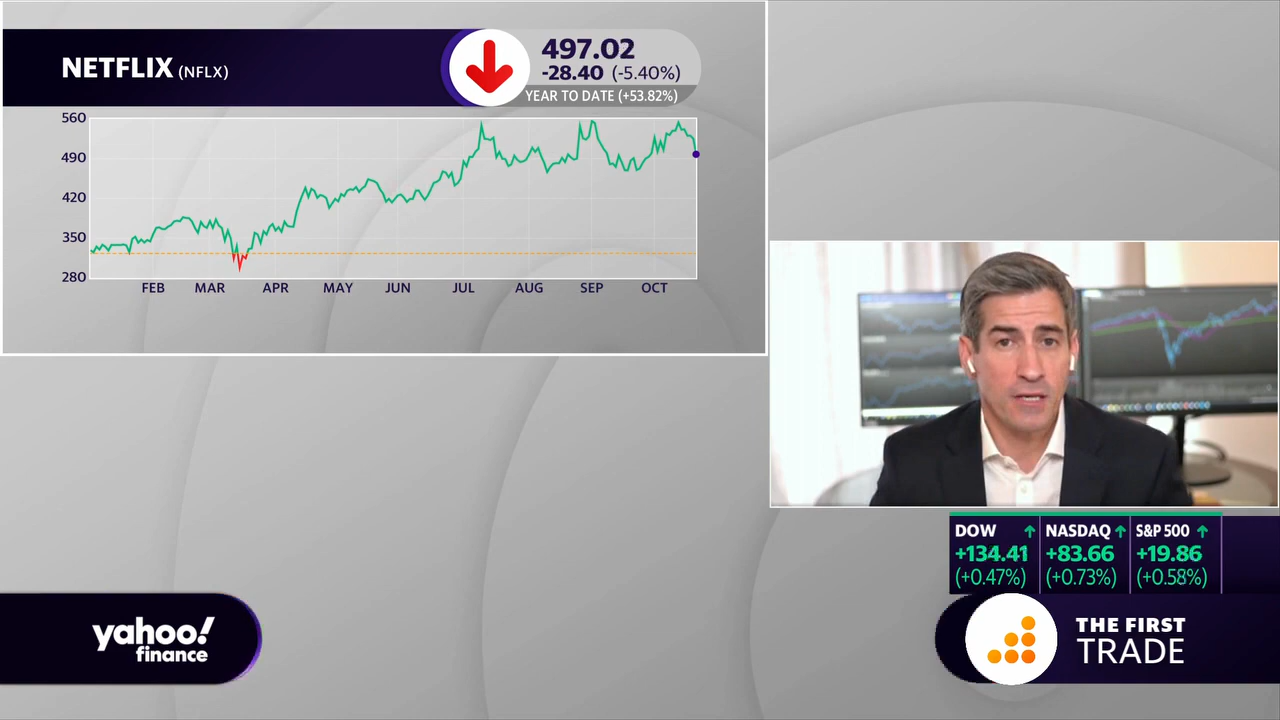 NETFLIX (NFLX)
497.02
-28.40 (-5.40%)
YEAR TO DATE (+53.82%)
560
490
420
350
280
FEB MAR APR MAY JUN JUL AUG SEP OCT
DOW NASDAQ S&P 500
+134.41 +83.66 +19.86
(+0.47%) (+0.73%) (+0.58%)
yahoo!
finance
THE FIRST
TRADE